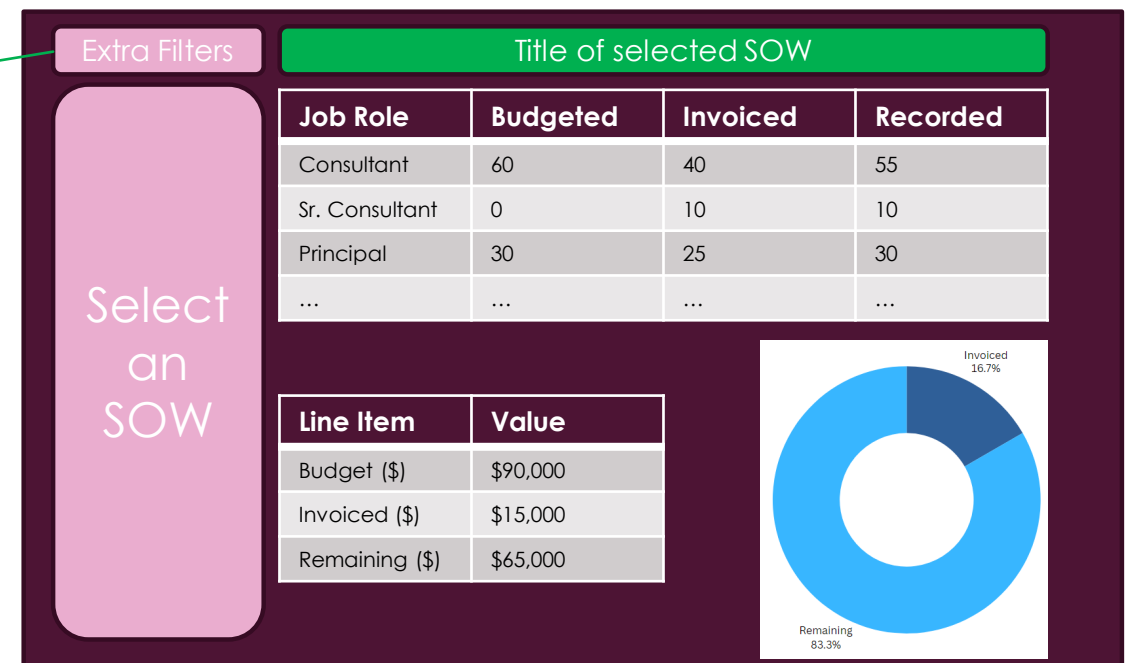 Extra Filters
Title of selected SOW
Select
an
SOW
Job Role Budgeted Invoiced Recorded
Consultant 60 40 55
Sr. Consultant 0 10 10
Principal 30 25 30
… … … …
Line Item Value
Budget ($) $90,000
Invoiced ($) $15,000
Remaining ($) $65,000
Invoiced
16.7%
Remaining
83.3%